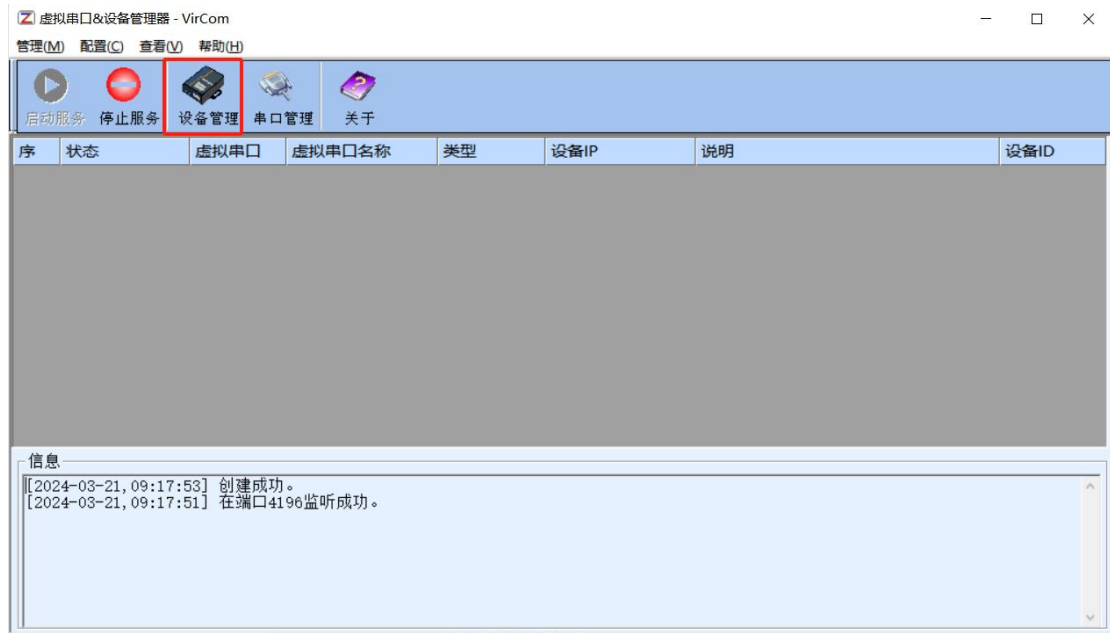 虚拟串口&设备管理器 - VirCom
管理(M) 配置(C) 查看(V) 帮助(H)
启动服务 停止服务 设备管理 串口管理 关于
序 状态 虚拟串口 虚拟串口名称 类型 设备IP 说明 设备ID
信息
[2024-03-21,09:17:53] 创建成功。
[2024-03-21,09:17:51] 在端口4196监听成功。